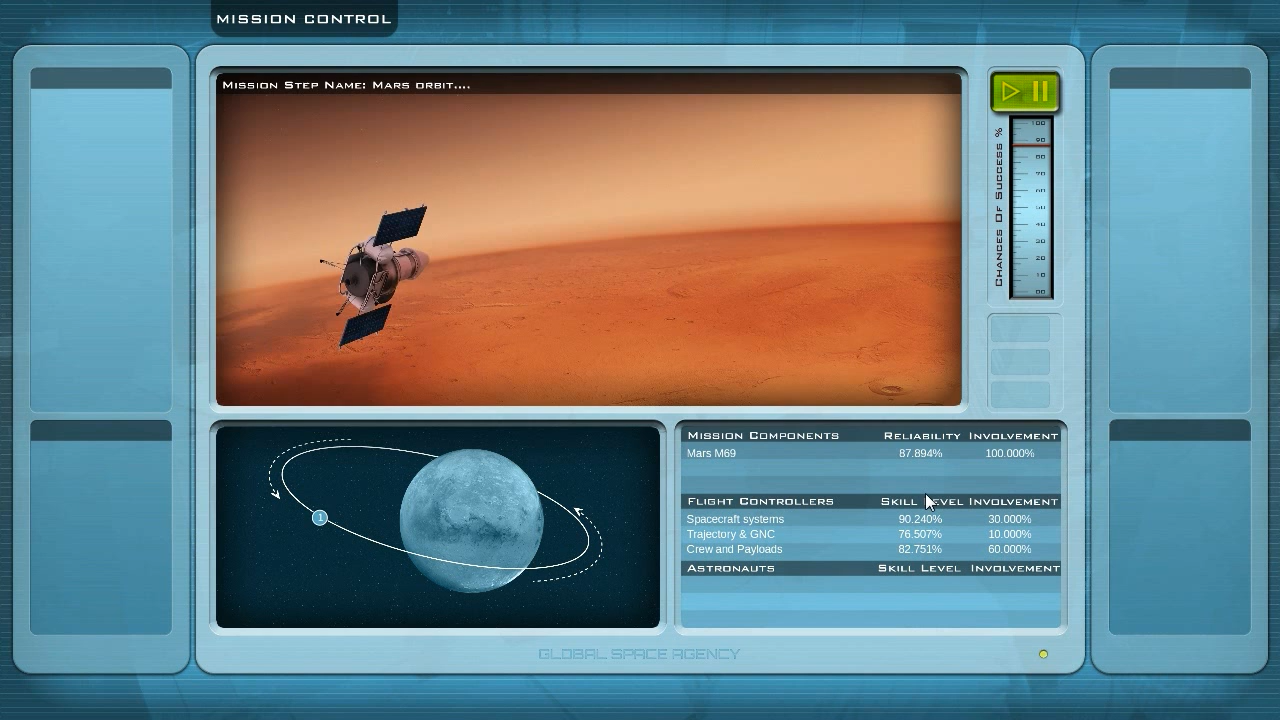 MISSION CONTROL
MISSION STEP NAME: MARS ORBIT....
CHANCES OF SUCCESS %
100
90
80
70
60
50
40
30
20
10
00
1
MISSION COMPONENTS RELIABILITY INVOLVEMENT
Mars M69 87.894% 100.000%
FLIGHT CONTROLLERS SKILL LEVEL INVOLVEMENT
Spacecraft systems 90.240% 30.000%
Trajectory & GNC 76.507% 10.000%
Crew and Payloads 82.751% 60.000%
ASTRONAUTS SKILL LEVEL INVOLVEMENT
GLOBAL SPACE AGENCY